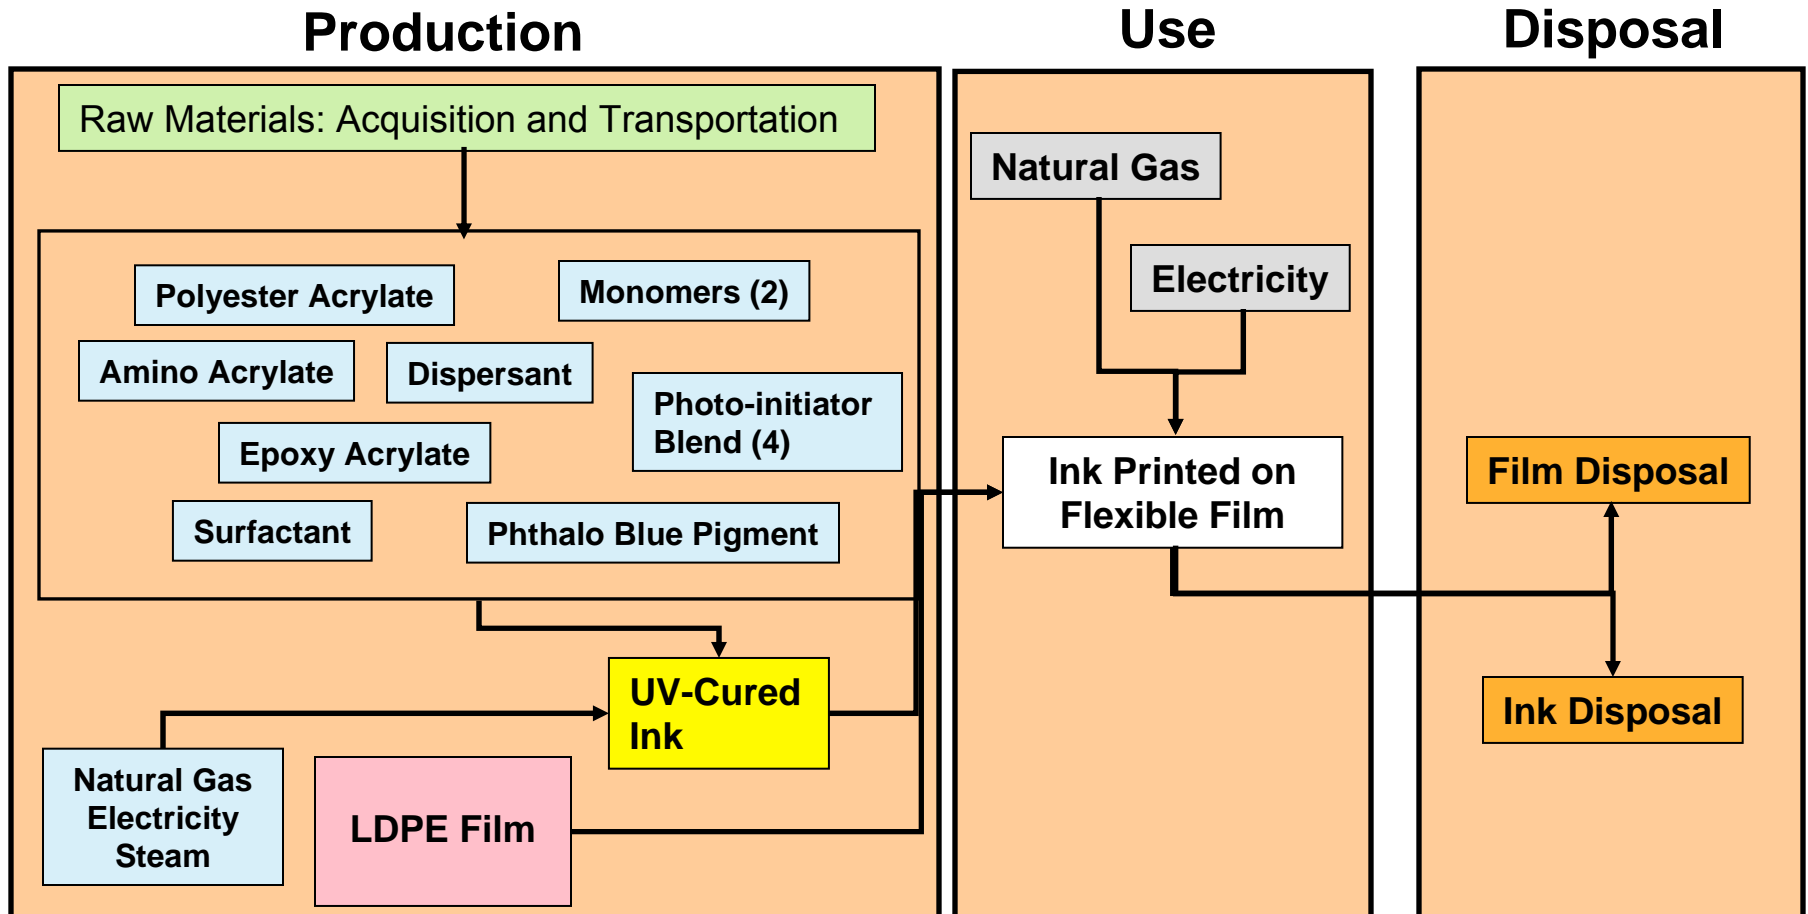 Production
Use
Disposal
Raw Materials: Acquisition and Transportation
Polyester Acrylate
Monomers (2)
Amino Acrylate
Dispersant
Photo-initiator
Blend (4)
Epoxy Acrylate
Surfactant
Phthalo Blue Pigment
UV-Cured
Ink
Natural Gas
Electricity
Steam
LDPE Film
Natural Gas
Electricity
Ink Printed on
Flexible Film
Film Disposal
Ink Disposal